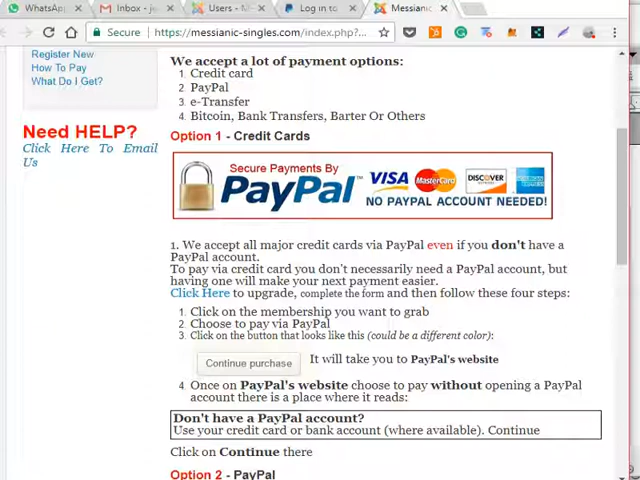 WhatsApp
Inbox - je
Users - Me
Log in to
Messianic
Secure
https://messianic-singles.com/index.php?...
Register New
How To Pay
What Do I Get?
Need HELP?
Click Here To Email
Us
We accept a lot of payment options:
1. Credit card
2. PayPal
3. e-Transfer
4. Bitcoin, Bank Transfers, Barter Or Others
Option 1 - Credit Cards
Secure Payments By
PayPal™
VISA MasterCard DISCOVER
NO PAYPAL ACCOUNT NEEDED!
1. We accept all major credit cards via PayPal even if you don't have a
PayPal account.
To pay via credit card you don't necessarily need a PayPal account, but
having one will make your next payment easier.
Click Here to upgrade, complete the form and then follow these four steps:
1. Click on the membership you want to grab
2. Choose to pay via PayPal
3. Click on the button that looks like this (could be a different color):
Continue purchase It will take you to PayPal's website
4. Once on PayPal's website choose to pay without opening a PayPal
account there is a place where it reads:
Don't have a PayPal account?
Use your credit card or bank account (where available). Continue
Click on Continue there
Option 2 - PayPal